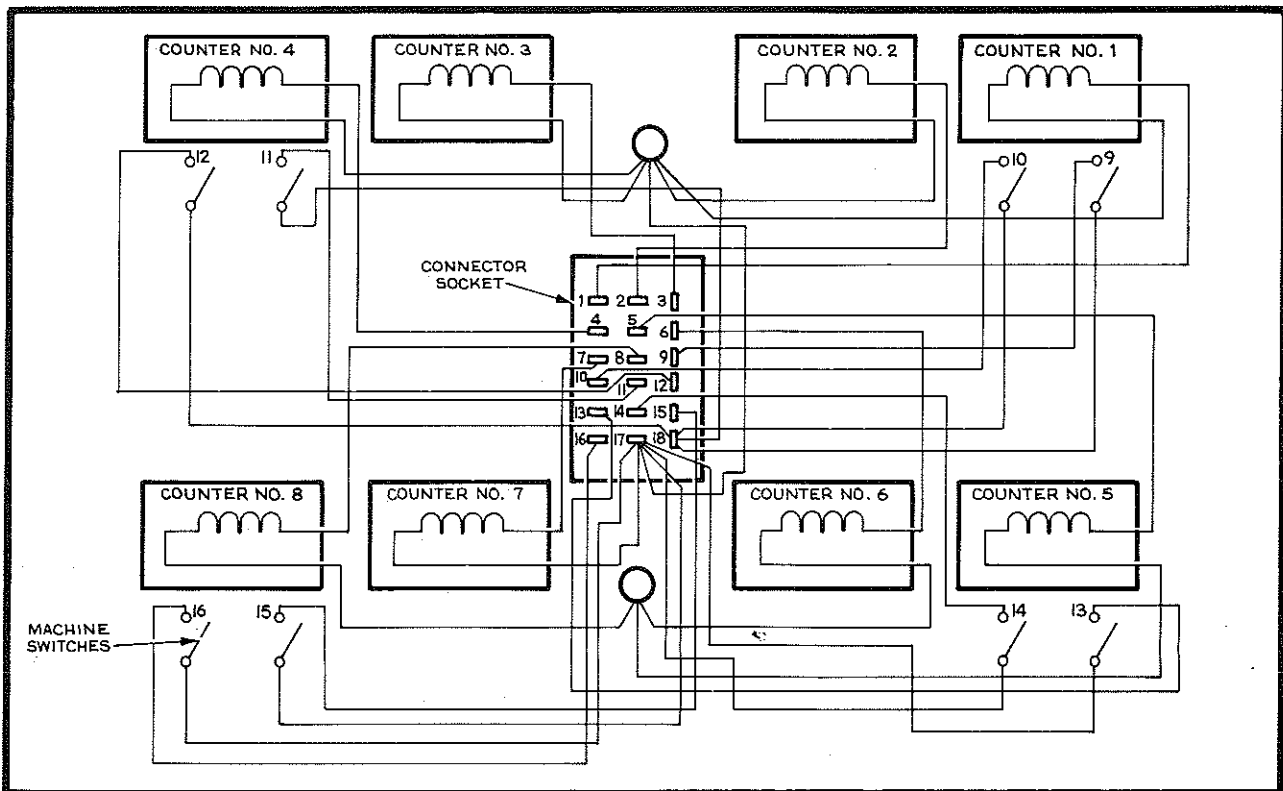 COUNTER NO. 4
COUNTER NO. 3
COUNTER NO. 2
COUNTER NO. 1
12
11
10
9
CONNECTOR
SOCKET
1
2
3
4
5
6
7
8
9
10
11
12
13
14
15
16
17
18
COUNTER NO. 8
COUNTER NO. 7
COUNTER NO. 6
COUNTER NO. 5
16
15
14
13
MACHINE
SWITCHES